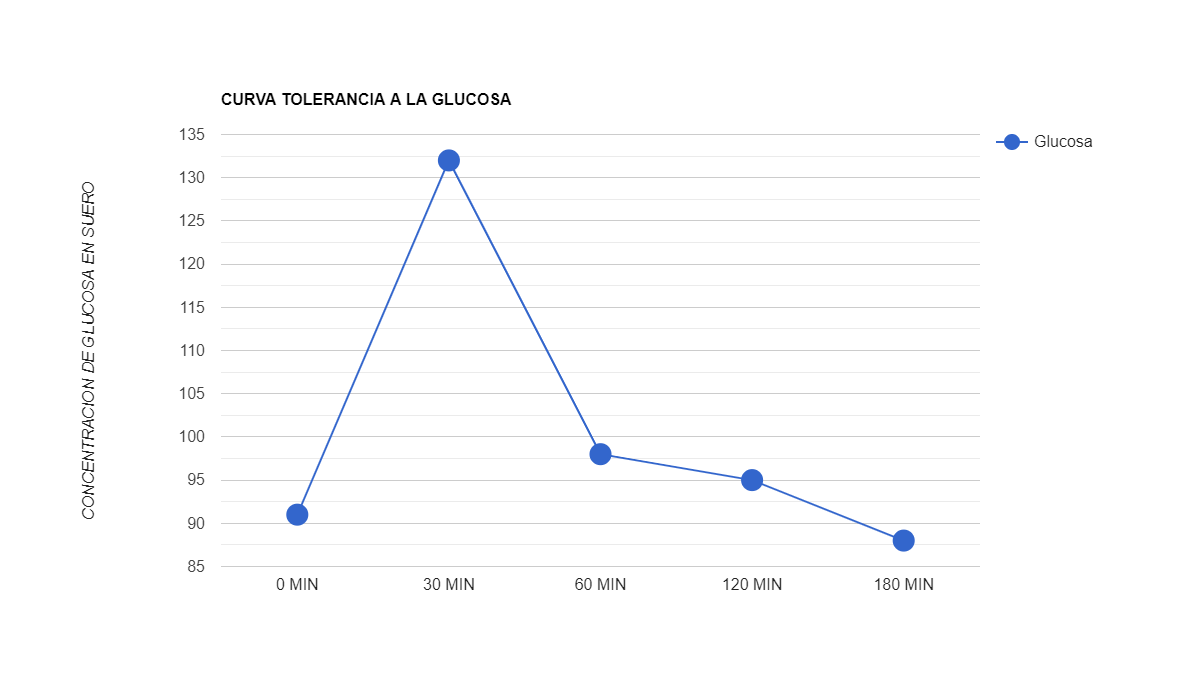 CURVA TOLERANCIA A LA GLUCOSA
CONCENTRACION DE GLUCOSA EN SUERO
135
130
125
120
115
110
105
100
95
90
85
0 MIN
30 MIN
60 MIN
120 MIN
180 MIN
Glucosa